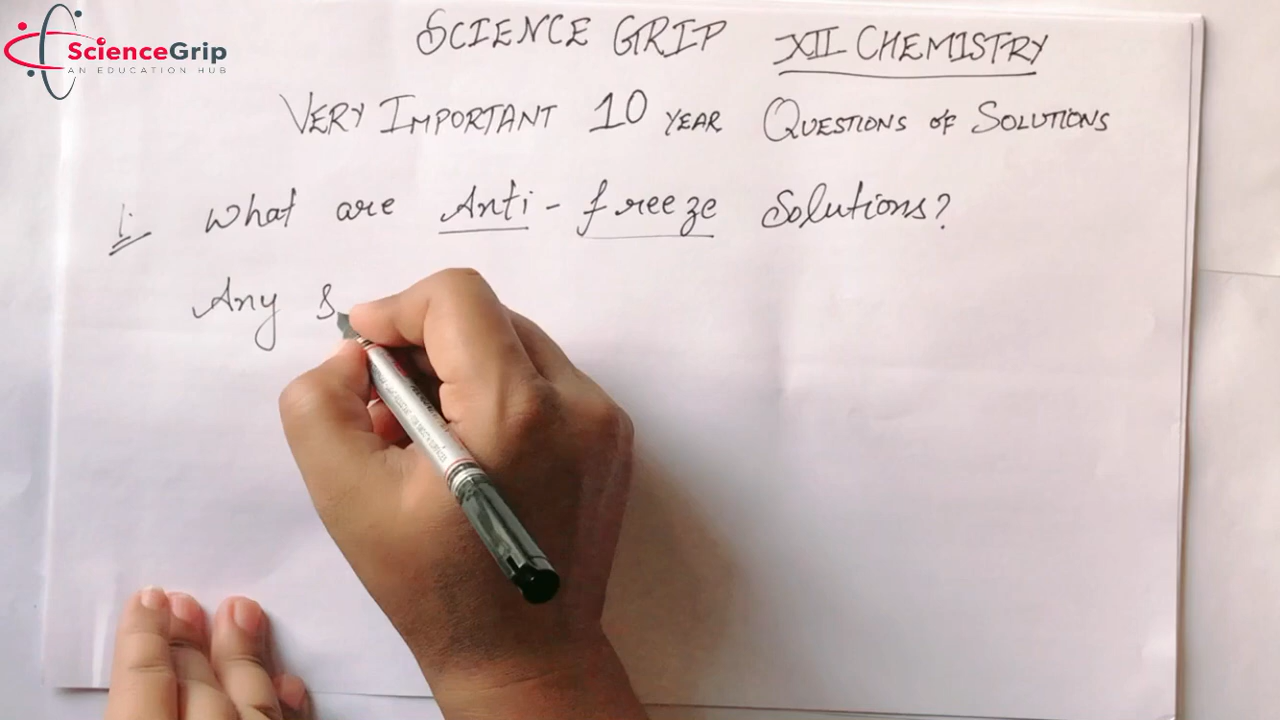 ScienceGrip
AN EDUCATION HUB
SCIENCE GRIP XII CHEMISTRY
VERY IMPORTANT 10 YEAR QUESTIONS OF SOLUTIONS
1. What are Anti-freeze Solutions?
Any S